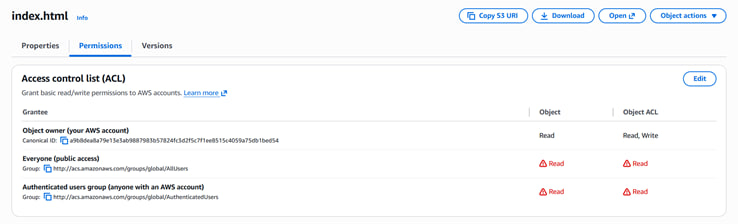 index.html Info
Copy S3 URI Download Open Object actions
Properties Permissions Versions
Access control list (ACL)
Edit
Grant basic read/write permissions to AWS accounts. Learn more
Grantee Object Object ACL
Object owner (your AWS account)
Canonical ID: a9b8dea8a79e13e3ab9887983b57824fc3d2f5c7f1ee8515c4059a75db1bed54
Read Read, Write
Everyone (public access)
Group: http://acs.amazonaws.com/groups/global/AllUsers
Read Read
Authenticated users group (anyone with an AWS account)
Group: http://acs.amazonaws.com/groups/global/AuthenticatedUsers
Read Read